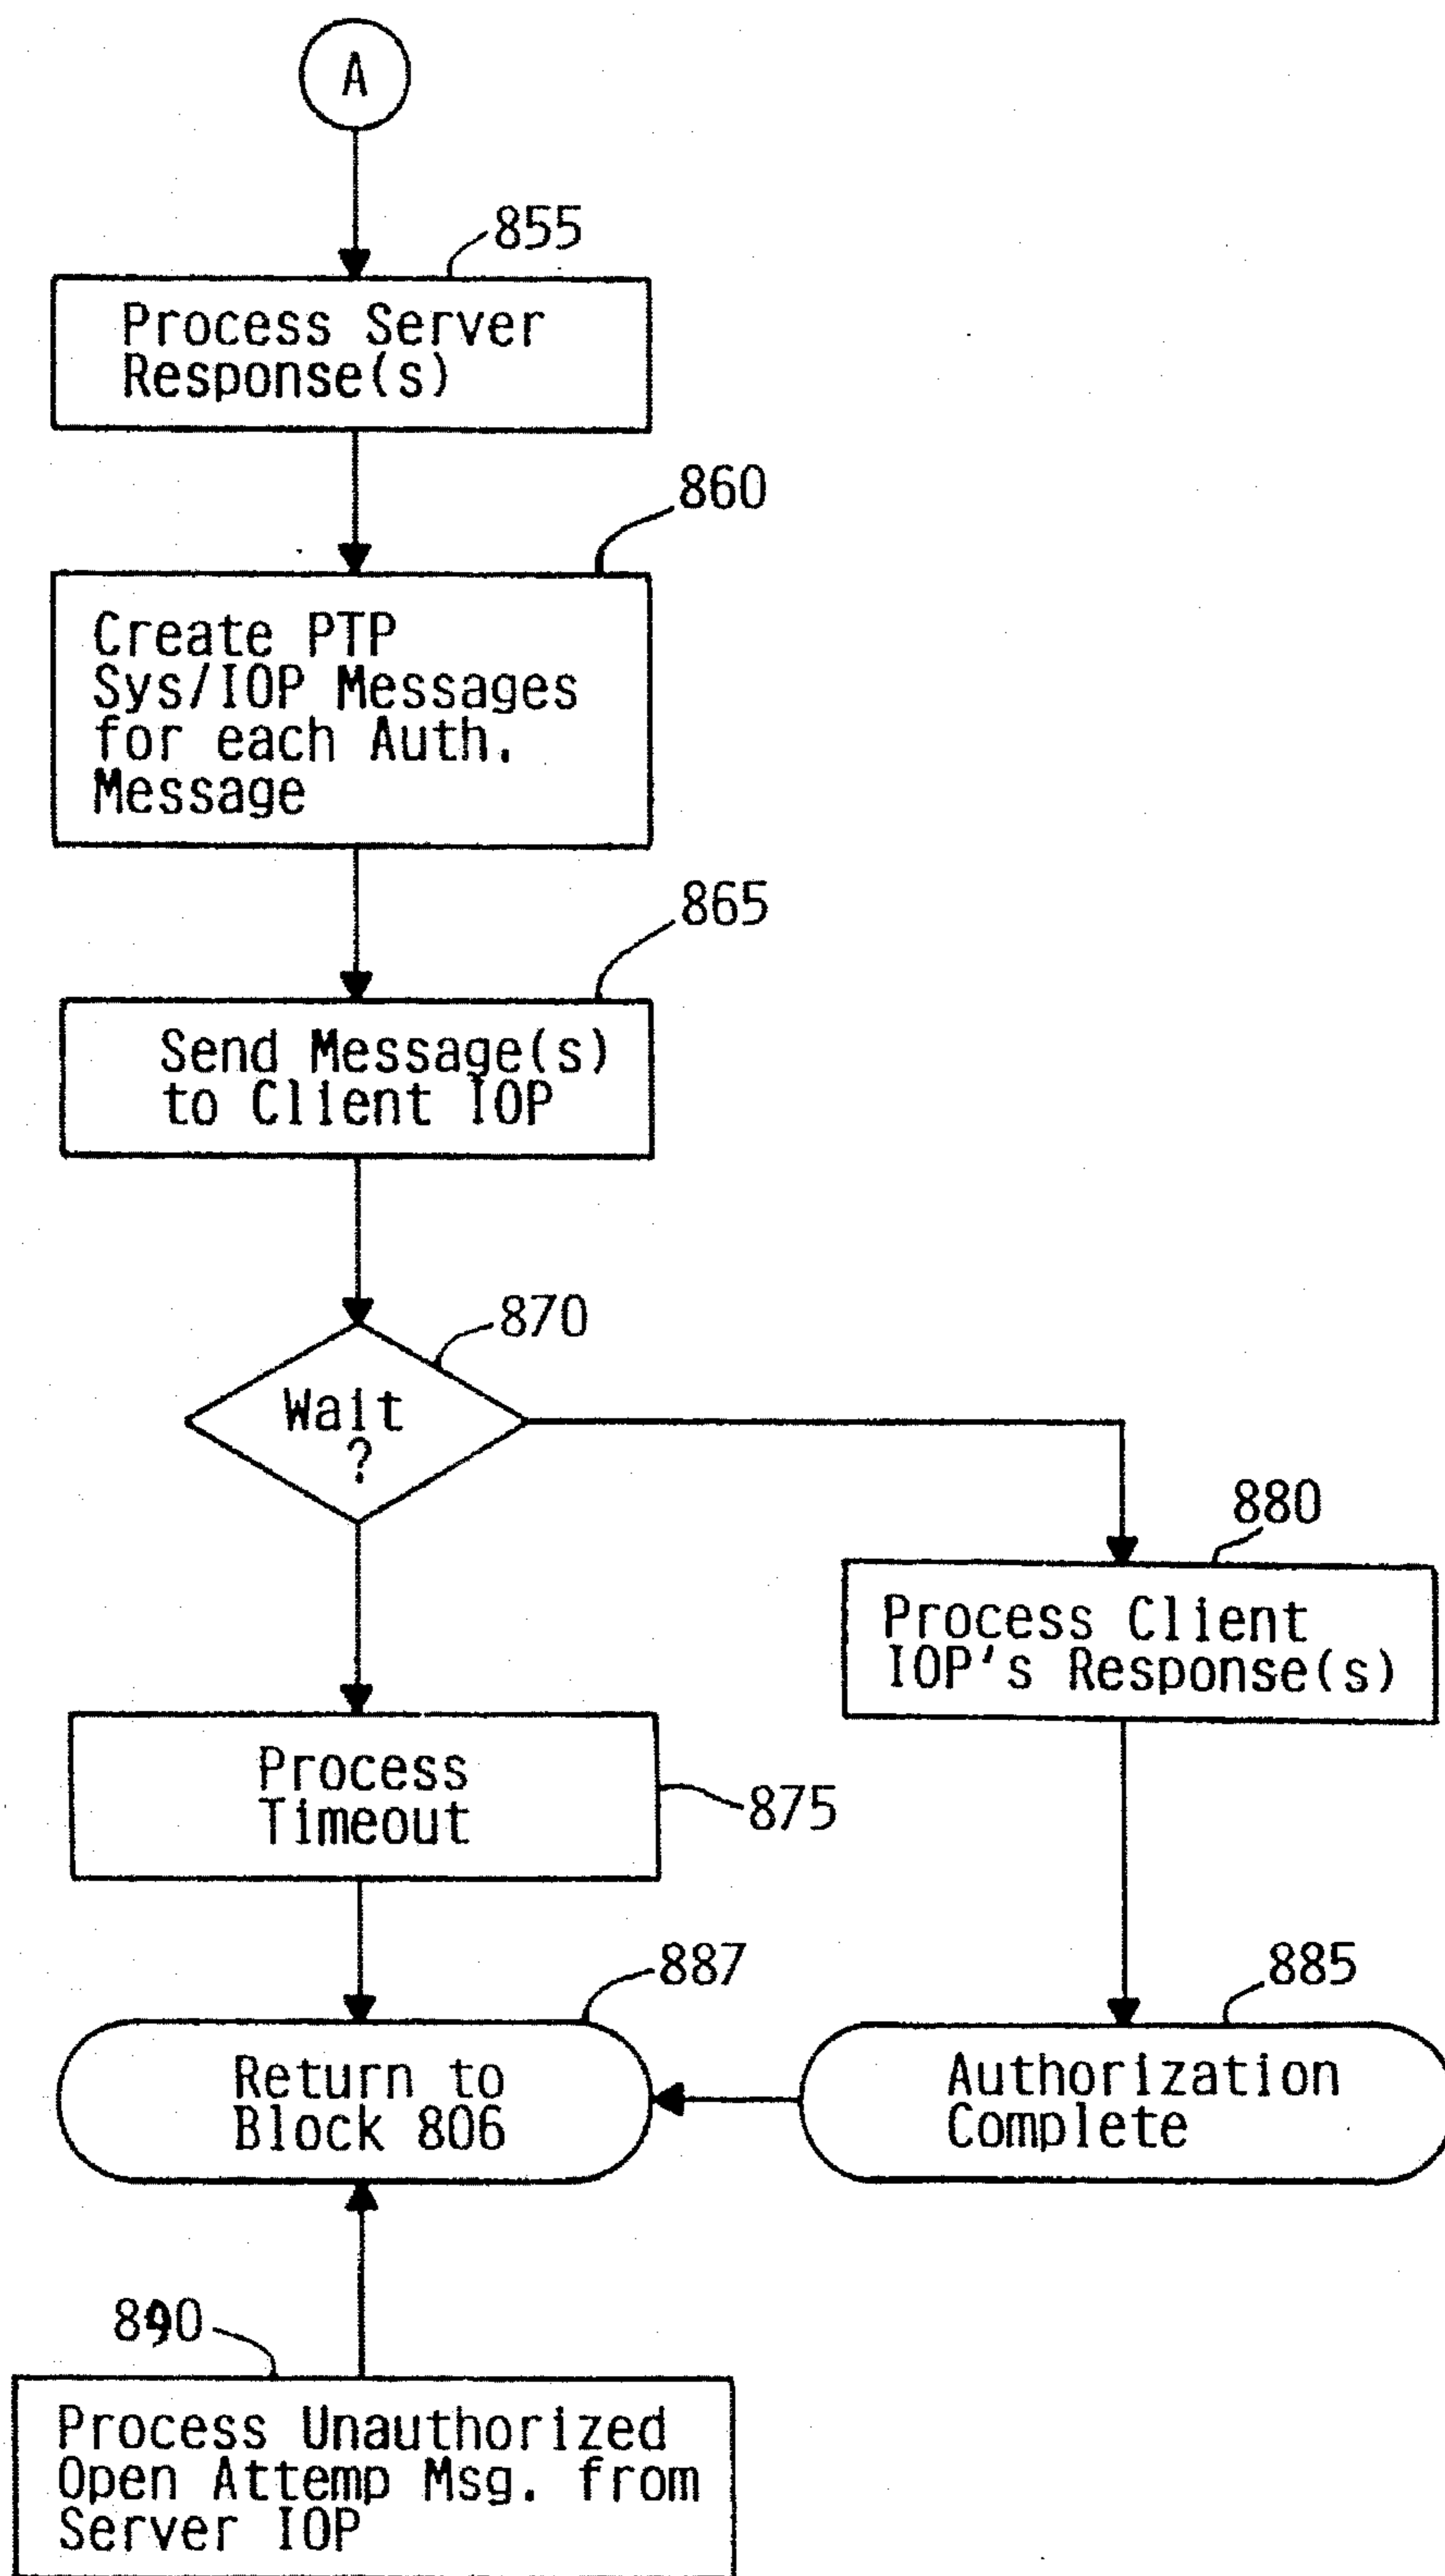 A
855
Process Server
Response(s)
860
Create PTP
Sys/IOP Messages
for each Auth.
Message
865
Send Message(s)
to Client IOP
870
Wait
?
880
Process Client
IOP's Response(s)
Process
Timeout
875
887
Return to
Block 806
885
Authorization
Complete
890
Process Unauthorized
Open Attemp Msg. from
Server IOP